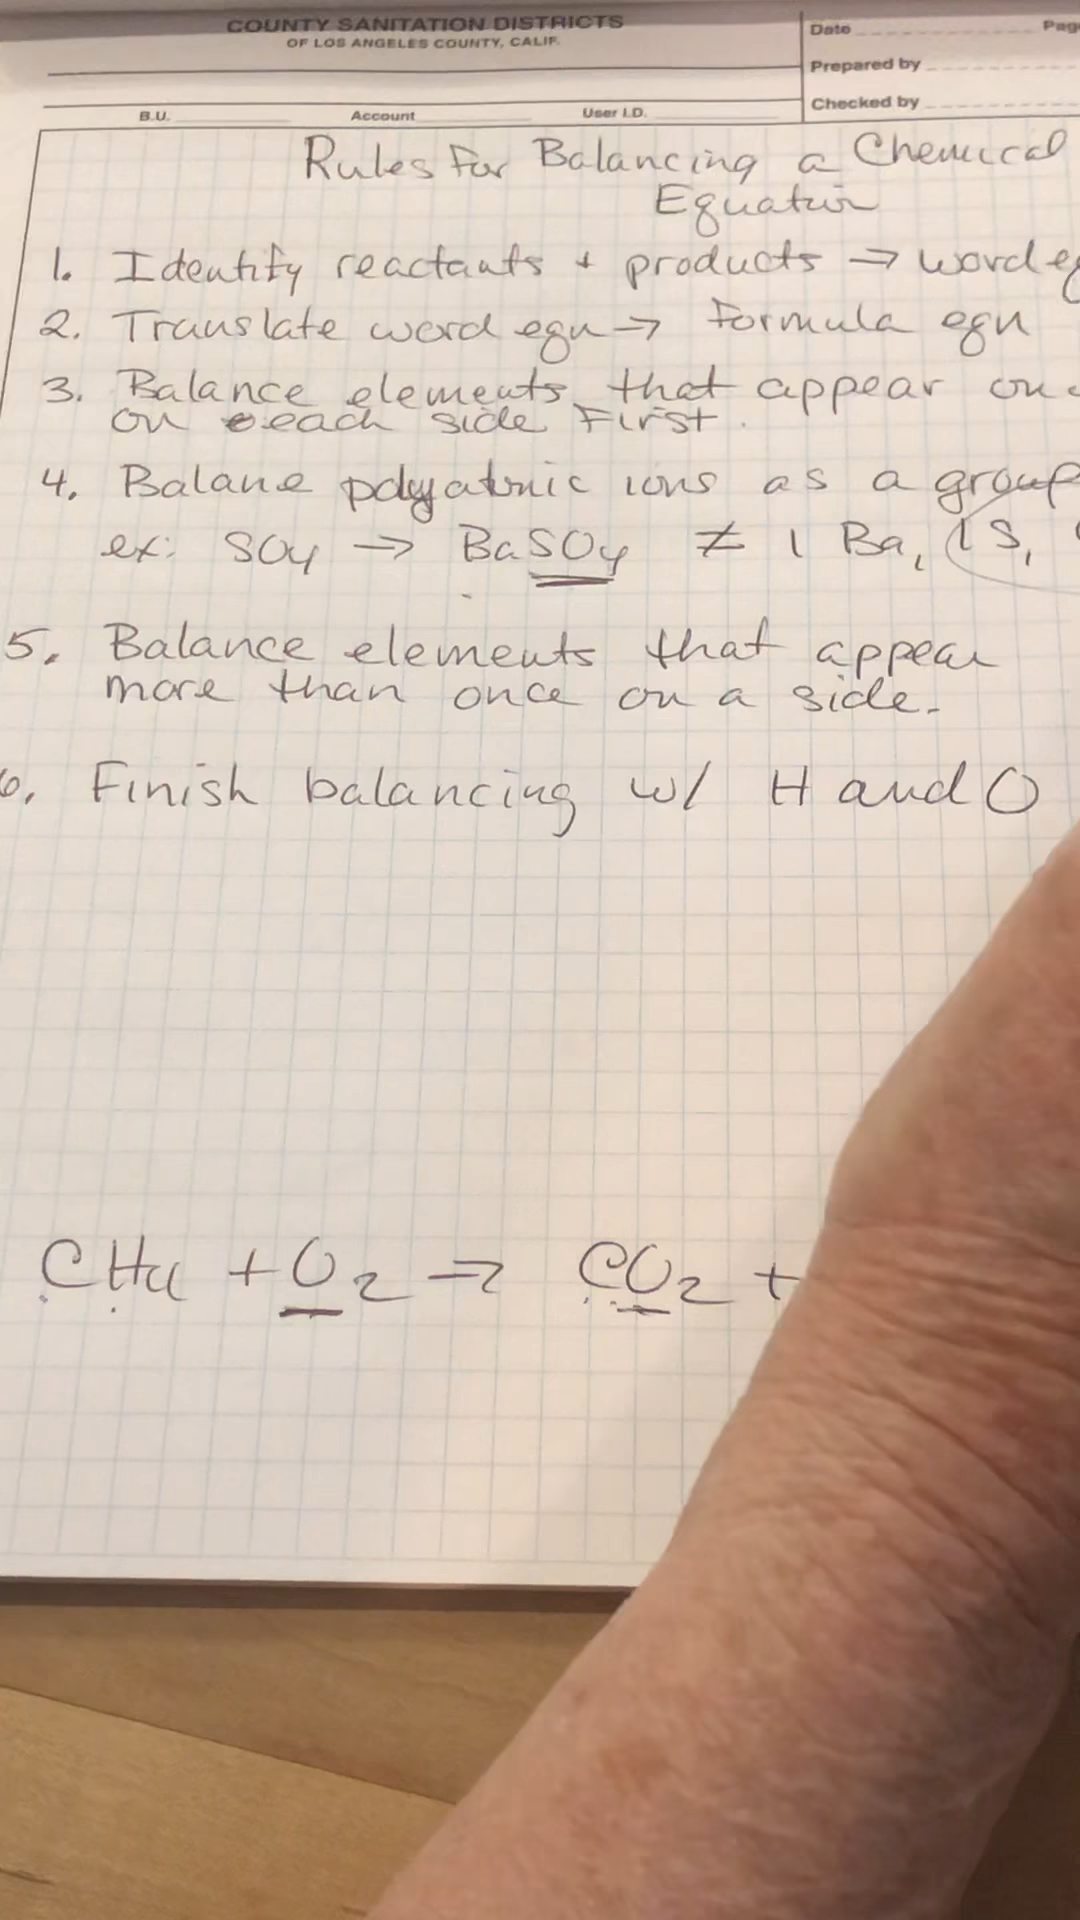 COUNTY SANITATION DISTRICTS
OF LOS ANGELES COUNTY, CALIF.
Date
Prepared by
Checked by
B.U.
Account
User I.D.
Rules For Balancing a Chemical
Equation
1. Identify reactants + products → word
2. Translate word eqn → Formula eqn
3. Balance elements that appear
on each side First.
4. Balane polyatomic ions as a group
ex: SO4 → BaSO4 ≠ 1 Ba, 1 S,
5. Balance elements that appear
more than once on a side.
6. Finish balancing w/ H and O
CH4 + O2 → CO2 +